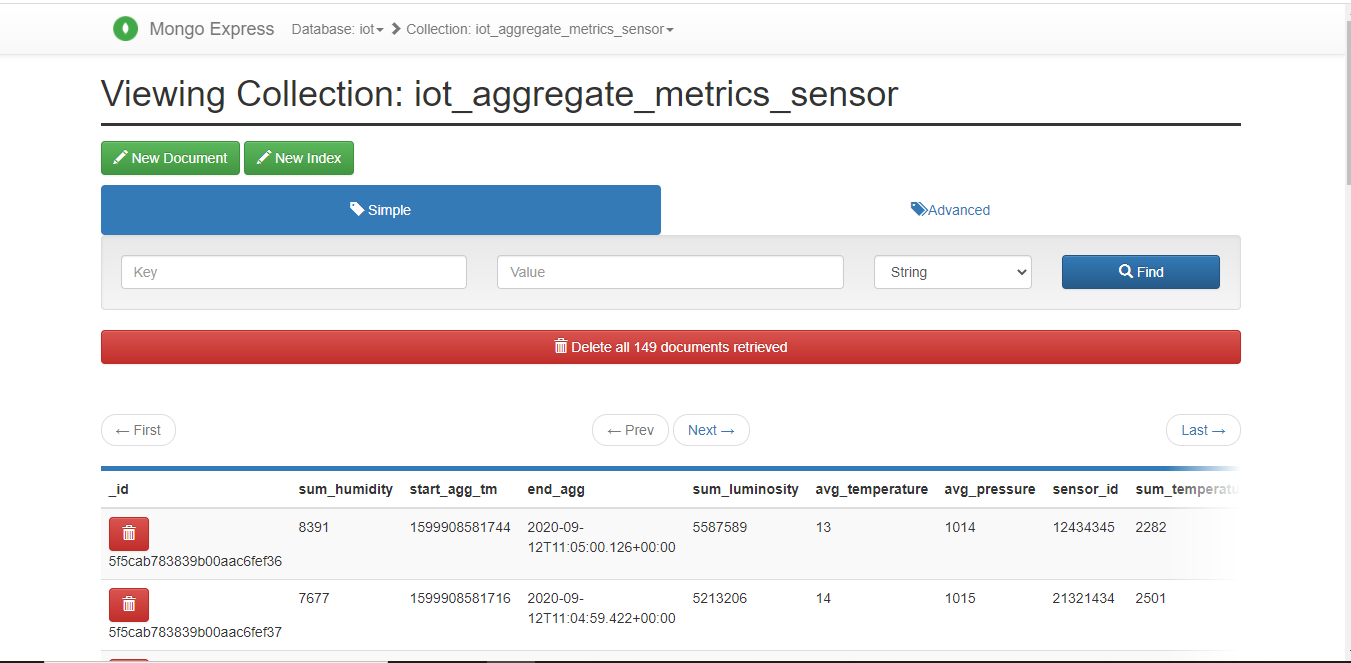 Mongo Express Database: iot Collection: iot_aggregate_metrics_sensor
Viewing Collection: iot_aggregate_metrics_sensor
New Document New Index
Simple Advanced
Key Value String Find
Delete all 149 documents retrieved
← First ← Prev Next → Last →
_id sum_humidity start_agg_tm end_agg sum_luminosity avg_temperature avg_pressure sensor_id sum_temperatu
8391 1599908581744 2020-09- 5587589 13 1014 12434345 2282
12T11:05:00.126+00:00
5f5cab783839b00aac6fef36
7677 1599908581716 2020-09- 5213206 14 1015 21321434 2501
12T11:04:59.422+00:00
5f5cab783839b00aac6fef37